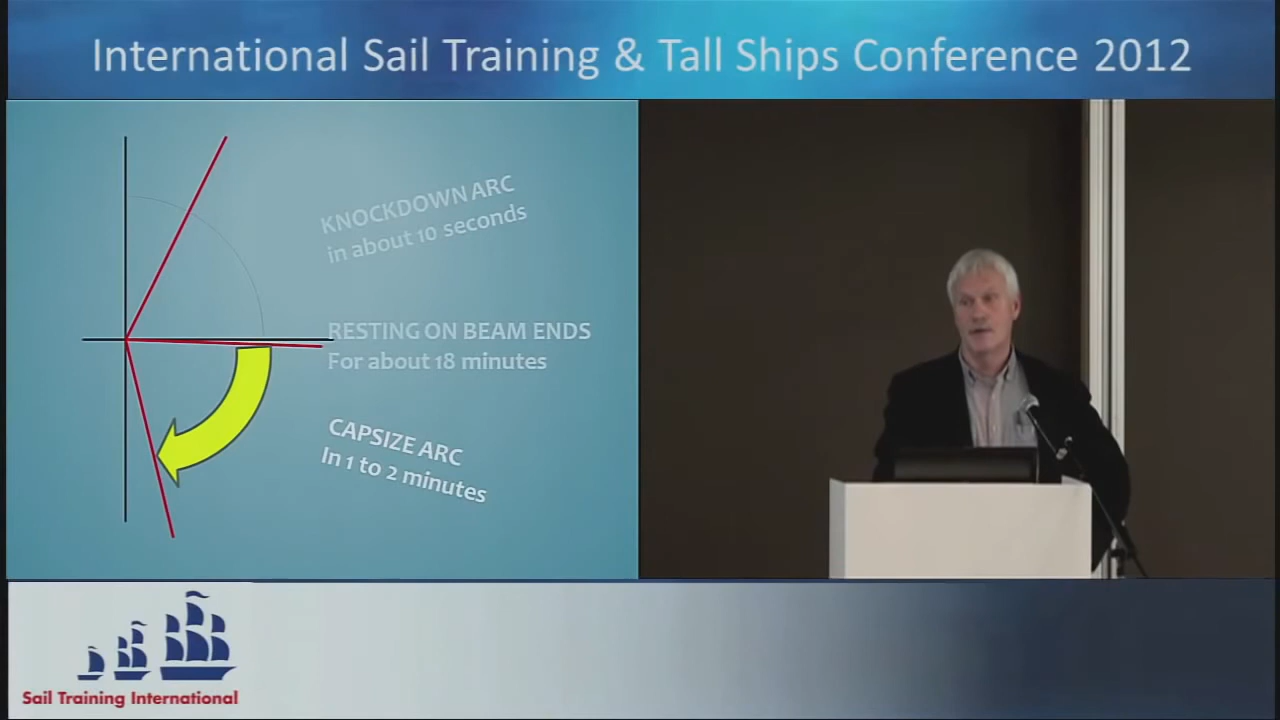 International Sail Training & Tall Ships Conference 2012
KNOCKDOWN ARC
in about 10 seconds
RESTING ON BEAM ENDS
For about 18 minutes
CAPSIZE ARC
In 1 to 2 minutes
Sail Training International